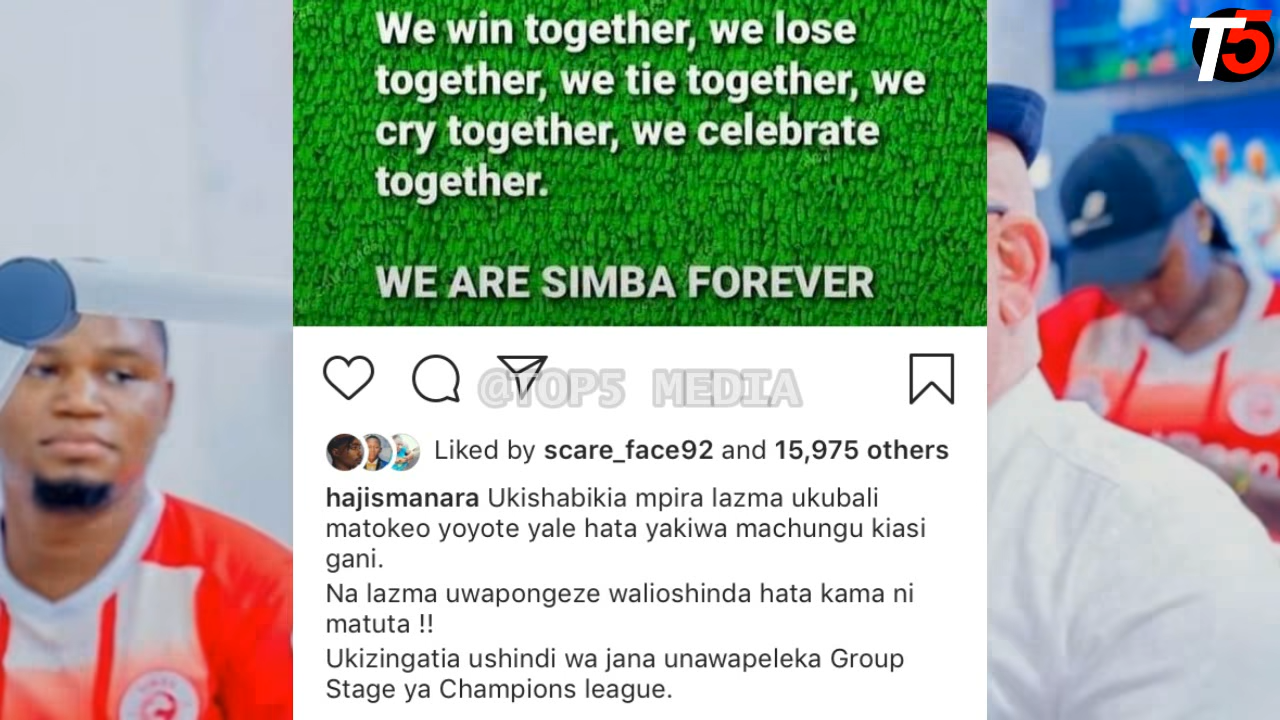 T5
We win together, we lose
together, we tie together, we
cry together, we celebrate
together.
WE ARE SIMBA FOREVER
@TOP5 MEDIA
Liked by scare_face92 and 15,975 others
hajismanara Ukishabikia mpira lazma ukubali
matokeo yoyote yale hata yakiwa machungu kiasi
gani.
Na lazma uwapongeze walioshinda hata kama ni
matuta !!
Ukizingatia ushindi wa jana unawapeleka Group
Stage ya Champions league.